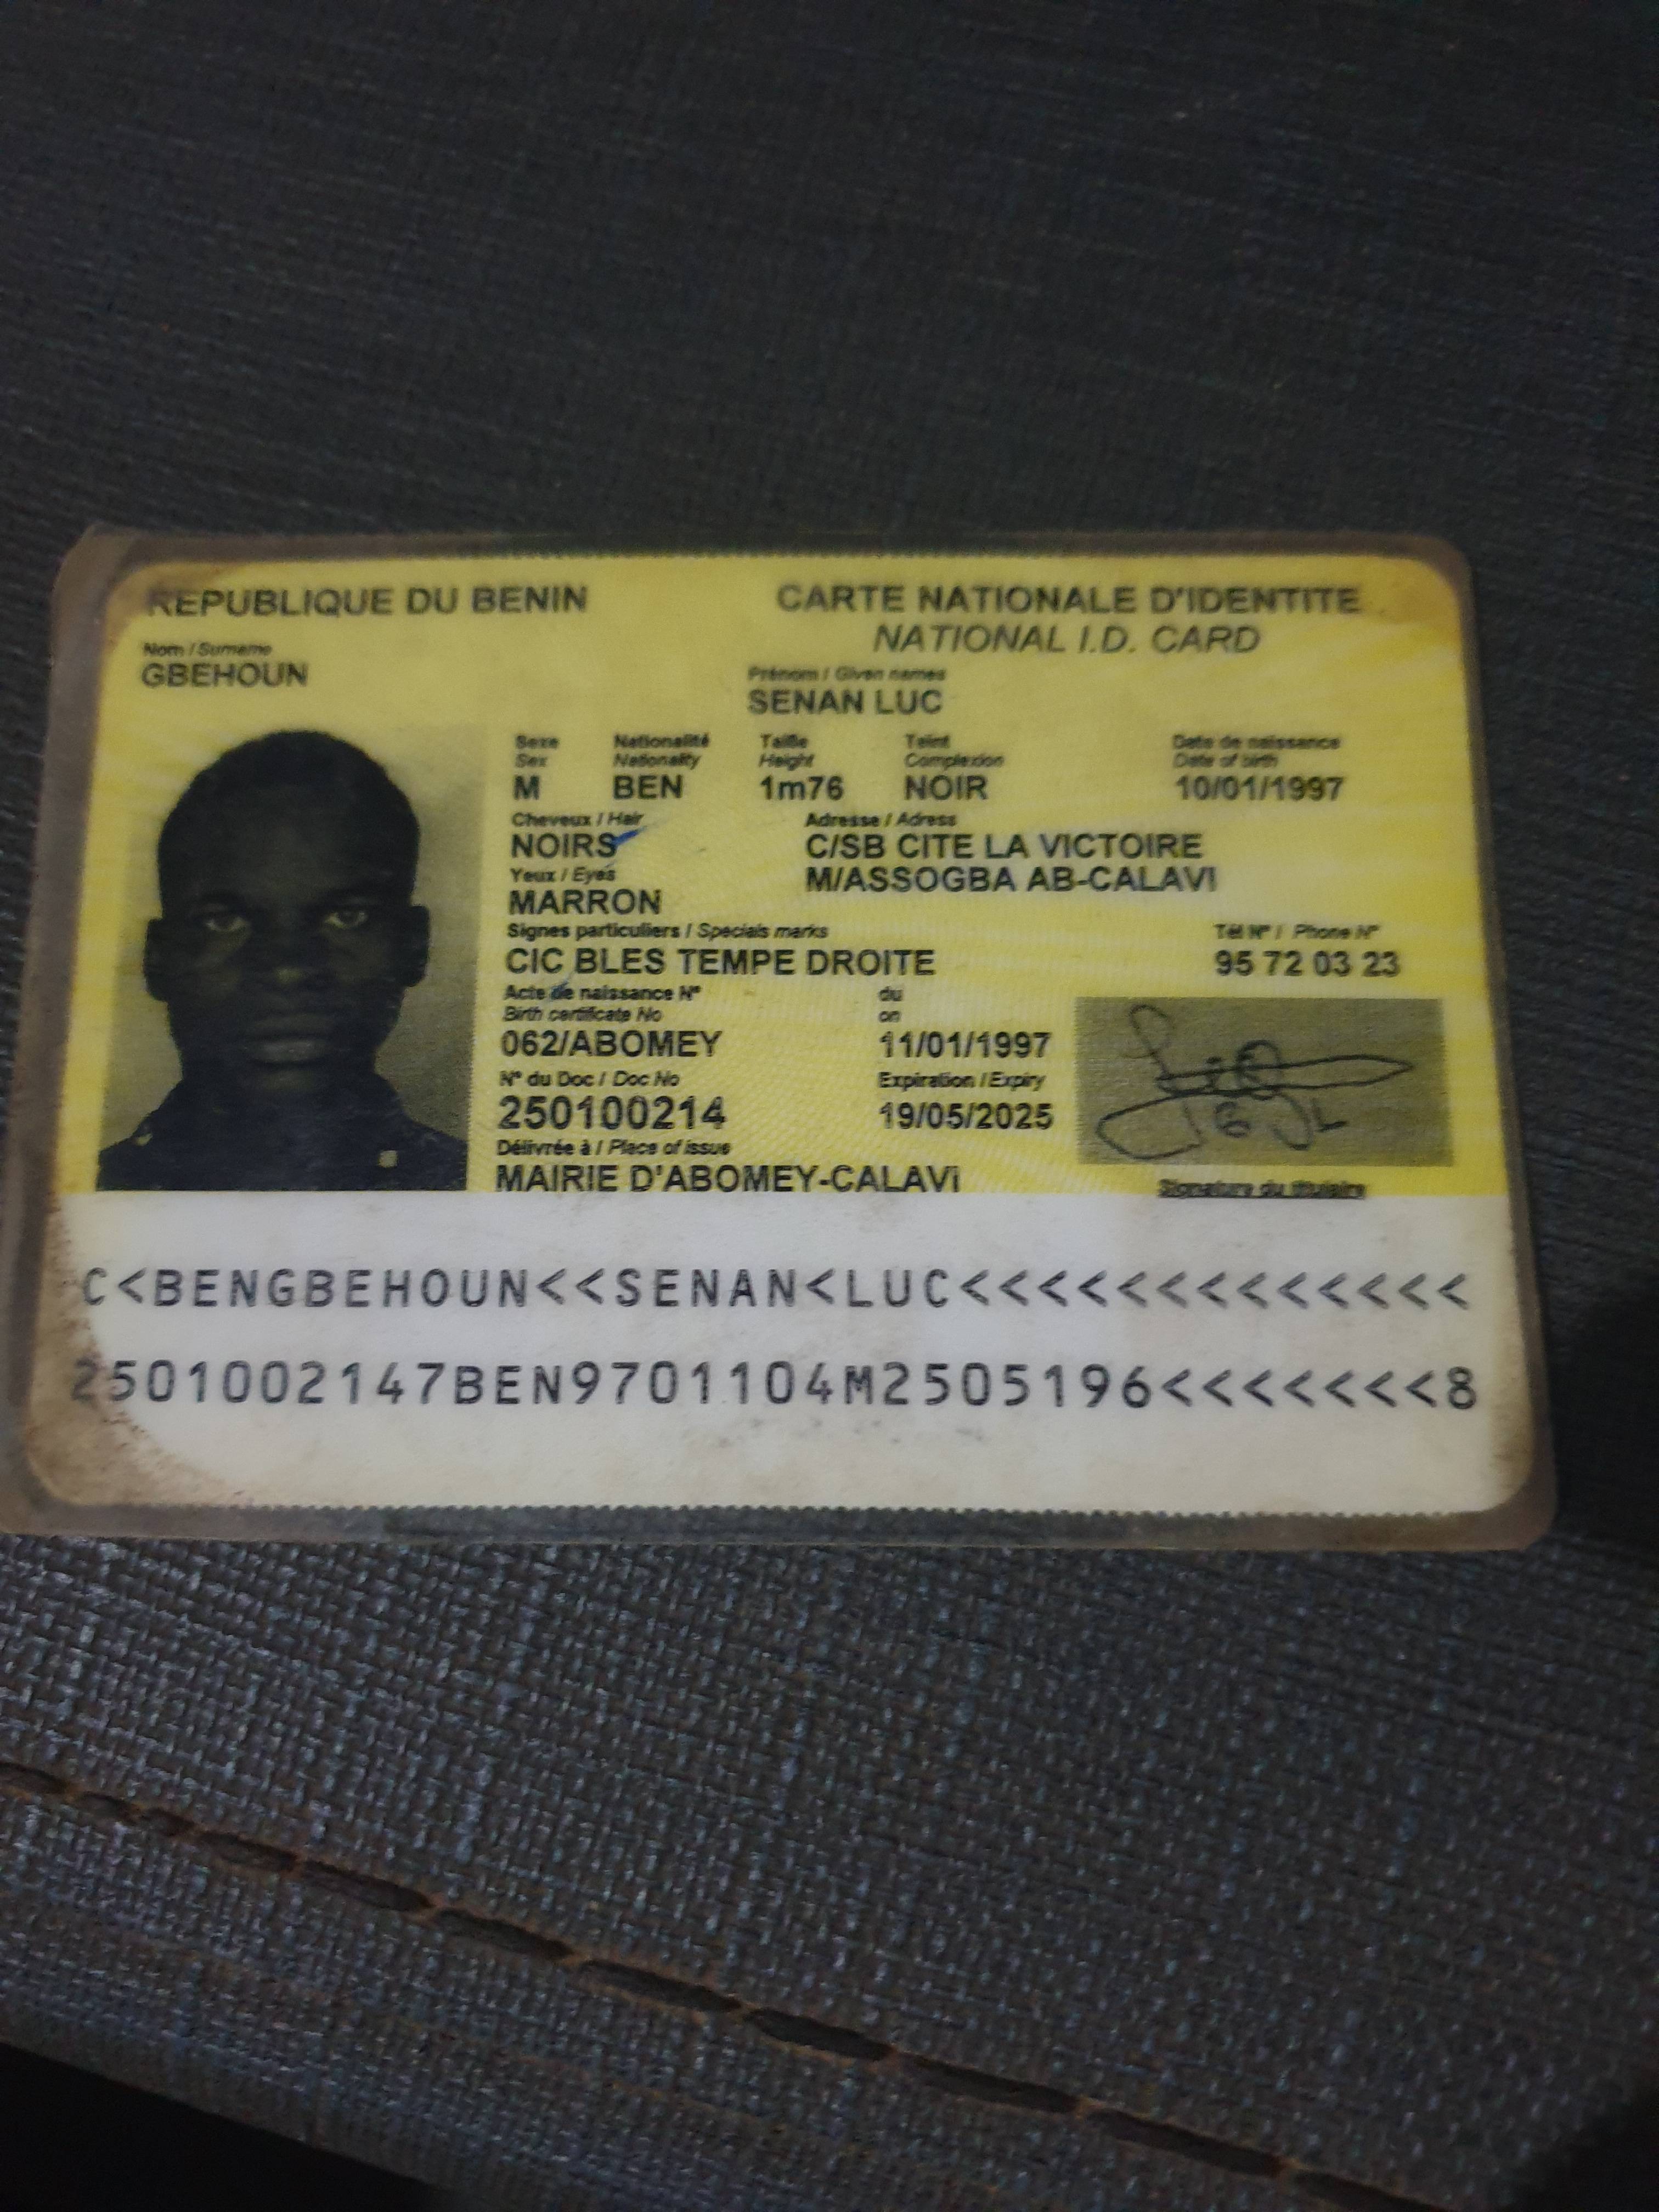 REPUBLIQUE DU BENIN
CARTE NATIONALE D'IDENTITE
NATIONAL I.D. CARD
Nom / Surname
GBEHOUN
Prénom / Given names
SENAN LUC
Sexe Nationalité Taille Teint Date de naissance
Sex Nationality Height Complexion Date of birth
M BEN 1m76 NOIR 10/01/1997
Cheveux / Hair Adresse / Adress
NOIRS C/SB CITE LA VICTOIRE
Yeux / Eyes M/ASSOGBA AB-CALAVI
MARRON
Signes particuliers / Specials marks Tél N° / Phone N°
CIC BLES TEMPE DROITE 95 72 03 23
Acte de naissance N° du
Birth certificate No on
062/ABOMEY 11/01/1997
N° du Doc / Doc No Expiration / Expiry
250100214 19/05/2025
Délivrée à / Place of issue
MAIRIE D'ABOMEY-CALAVI
Signature du titulaire
C<BENGBEHOUN<<SENAN<LUC<<<<<<<<<<<<<
2501002147BEN9701104M2505196<<<<<<<8